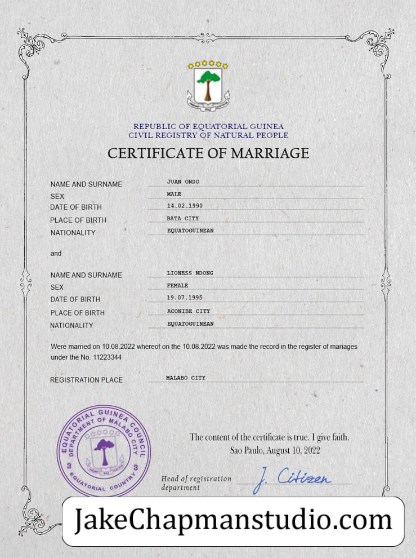 REPUBLIC OF EQUATORIAL GUINEA
CIVIL REGISTRY OF NATURAL PEOPLE
CERTIFICATE OF MARRIAGE
NAME AND SURNAME JUAN ONDO
SEX MALE
DATE OF BIRTH 14.02.1990
PLACE OF BIRTH BATA CITY
NATIONALITY EQUATOGUINEAN
and
NAME AND SURNAME LIONESS NDONG
SEX FEMALE
DATE OF BIRTH 19.07.1995
PLACE OF BIRTH ACONIBE CITY
NATIONALITY EQUATOGUINEAN
Were married on 10.08.2022 whereof on the 10.08.2022 was made the record in the register of marriages
under the No. 11223344
REGISTRATION PLACE MALABO CITY
EQUATORIAL GUINEA COUNCIL
DEPARTMENT OF MALABO CITY
EQUATORIAL COUNTRY
The content of the certificate is true. I give faith.
Sao Paulo, August 10, 2022
Head of registration
department
J. Citizen
JakeChapmanstudio.com